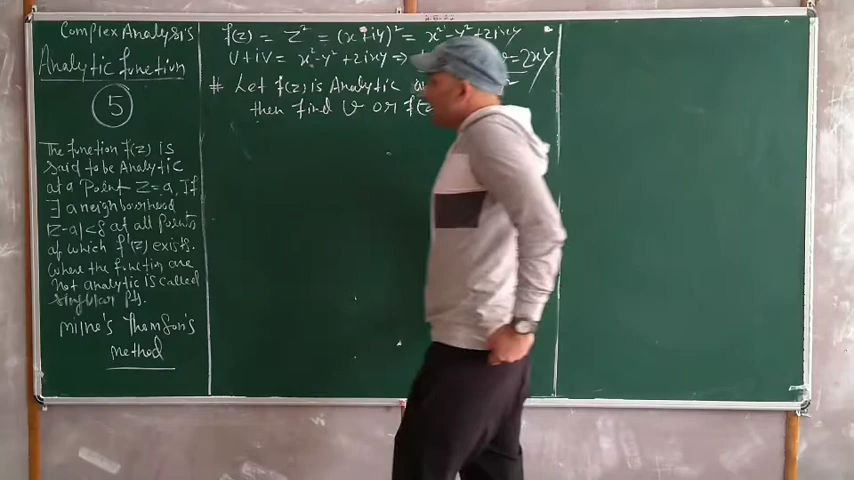 Complex Analysis
Analytic function
5
The function f(z) is
said to be Analytic
at a Point z=a, If
∃ a neighbourhood
|z-a|<δ at all points
of which f'(z) exists.
where the function are
not analytic is called
singular pts.
Milne's Thomson's
method
f(z) = z² = (x+iy)² = x²-y²+2ixy
U+iV = x²-y²+2ixy ⇒ =2xy
# Let f(z) is Analytic
then find V or f(z